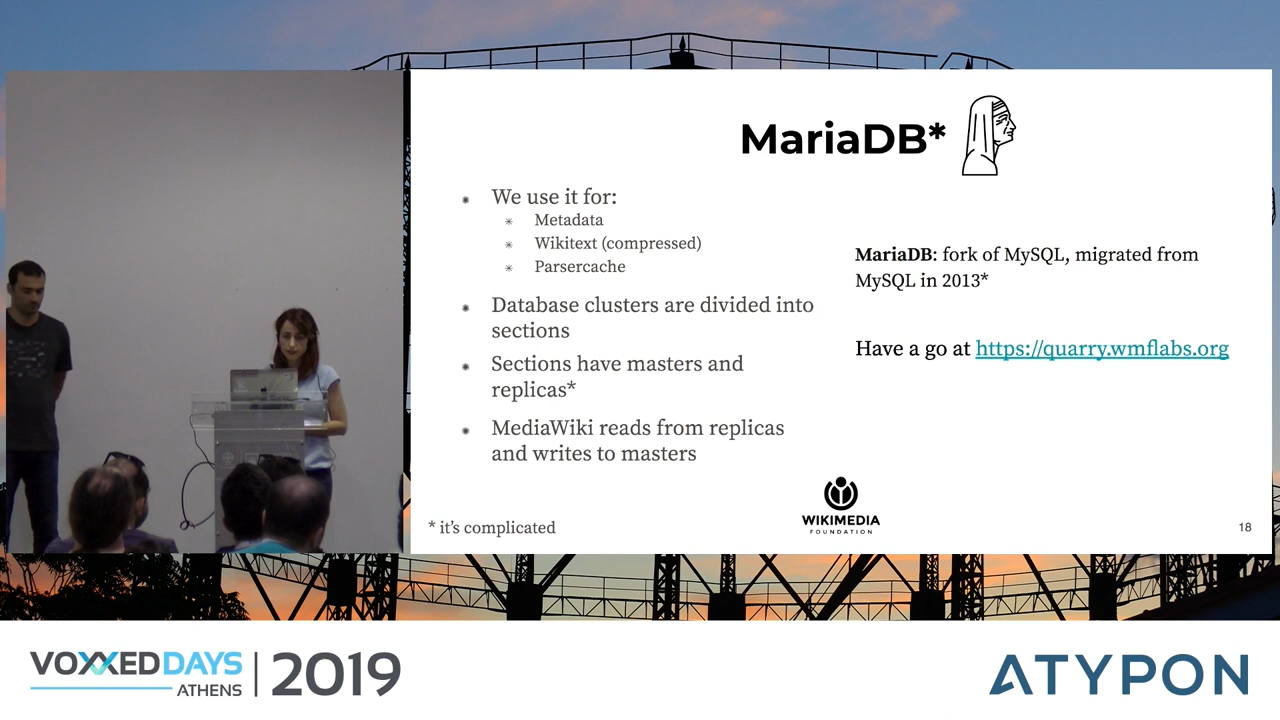 MariaDB*
We use it for:
Metadata
Wikitext (compressed)
Parsercache
Database clusters are divided into
sections
Sections have masters and
replicas*
MediaWiki reads from replicas
and writes to masters
MariaDB: fork of MySQL, migrated from
MySQL in 2013*
Have a go at https://quarry.wmflabs.org
* it's complicated
WIKIMEDIA
FOUNDATION
18
VOXXED DAYS
ATHENS
2019
ATYPON